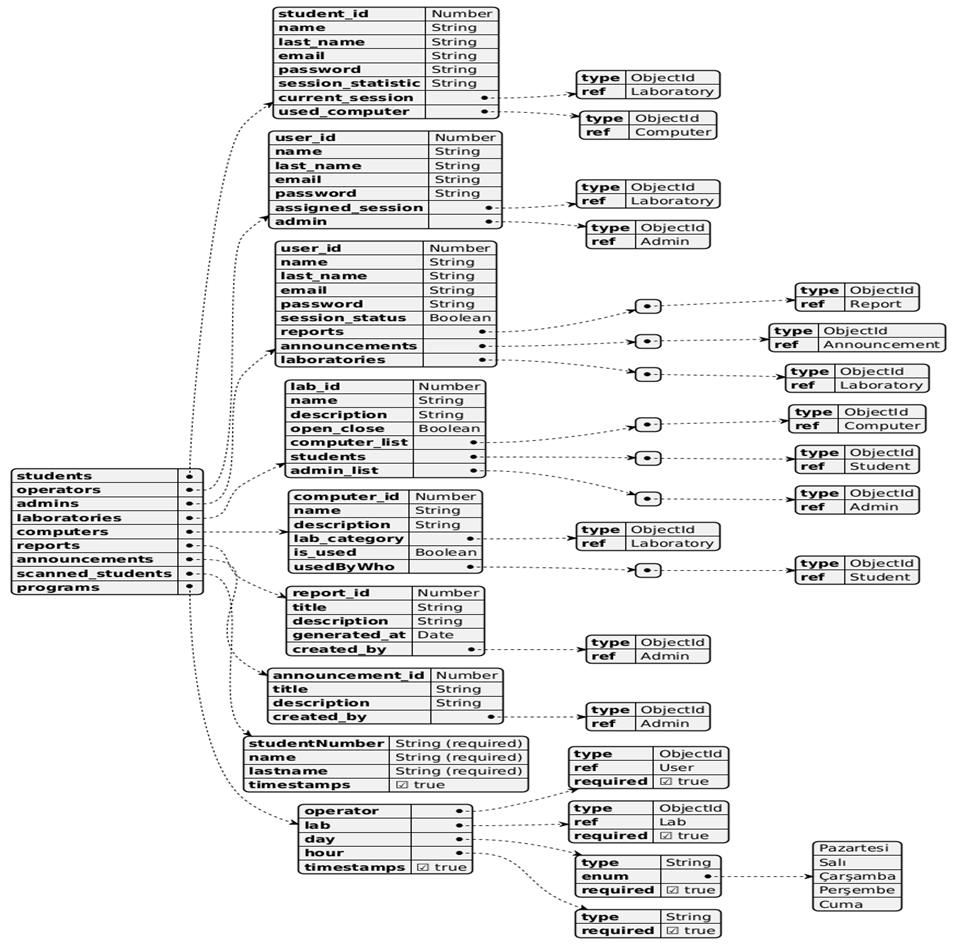 student_id Number
name String
last_name String
email String
password String
session_statistic String
current_session
used_computer
type ObjectId
ref Laboratory
type ObjectId
ref Computer
user_id Number
name String
last_name String
email String
password String
assigned_session
admin
type ObjectId
ref Laboratory
type ObjectId
ref Admin
user_id Number
name String
last_name String
email String
password String
session_status Boolean
reports
announcements
laboratories
type ObjectId
ref Report
type ObjectId
ref Announcement
type ObjectId
ref Laboratory
lab_id Number
name String
description String
open_close Boolean
computer_list
students
admin_list
type ObjectId
ref Computer
type ObjectId
ref Student
type ObjectId
ref Admin
students
operators
admins
laboratories
computers
reports
announcements
scanned_students
programs
computer_id Number
name String
description String
lab_category
is_used Boolean
usedByWho
type ObjectId
ref Laboratory
type ObjectId
ref Student
report_id Number
title String
description String
generated_at Date
created_by
type ObjectId
ref Admin
announcement_id Number
title String
description String
created_by
type ObjectId
ref Admin
studentNumber String (required)
name String (required)
lastname String (required)
timestamps ☑ true
operator
lab
day
hour
timestamps ☑ true
type ObjectId
ref User
required ☑ true
type ObjectId
ref Lab
required ☑ true
type String
enum
required ☑ true
Pazartesi
Salı
Çarşamba
Perşembe
Cuma
type String
required ☑ true